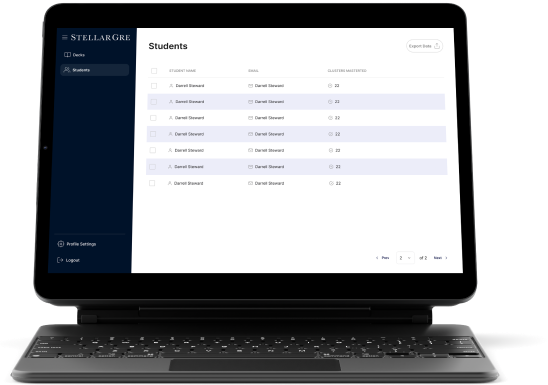 STELLARGRE
Decks
Students
Profile Settings
Logout
Students
Export Data
STUDENT NAME EMAIL CLUSTERS MASTERED
Darrell Steward Darrell Steward 22
Darrell Steward Darrell Steward 22
Darrell Steward Darrell Steward 22
Darrell Steward Darrell Steward 22
Darrell Steward Darrell Steward 22
Darrell Steward Darrell Steward 22
Darrell Steward Darrell Steward 22
Prev 2 of 2 Next